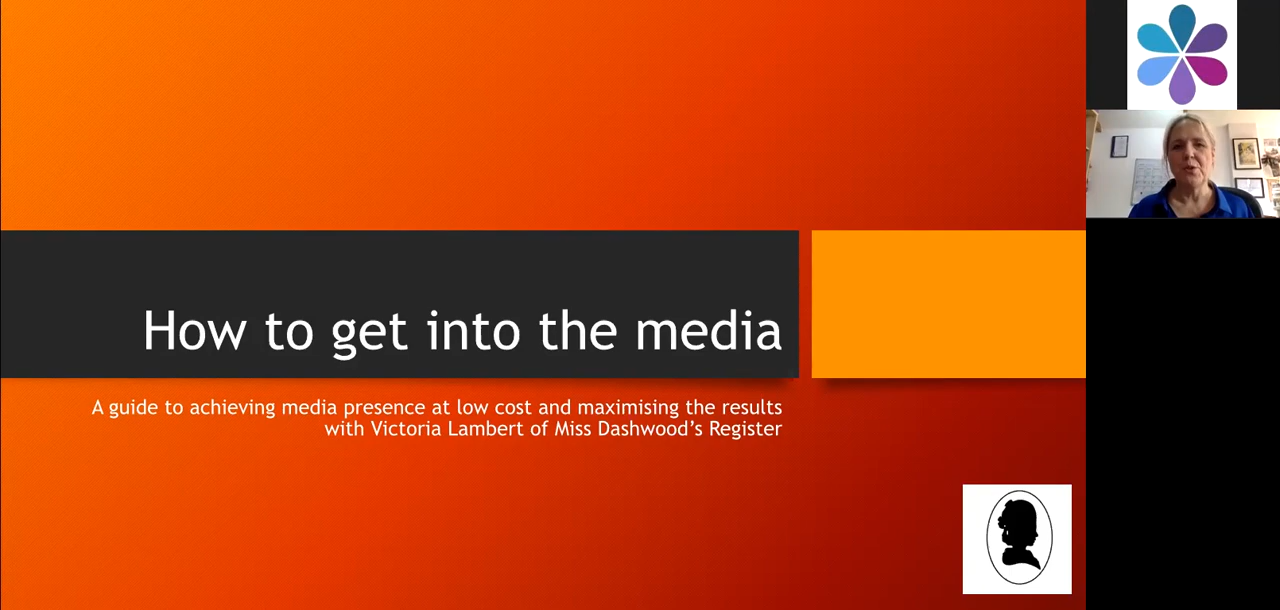 How to get into the media
A guide to achieving media presence at low cost and maximising the results
with Victoria Lambert of Miss Dashwood’s Register